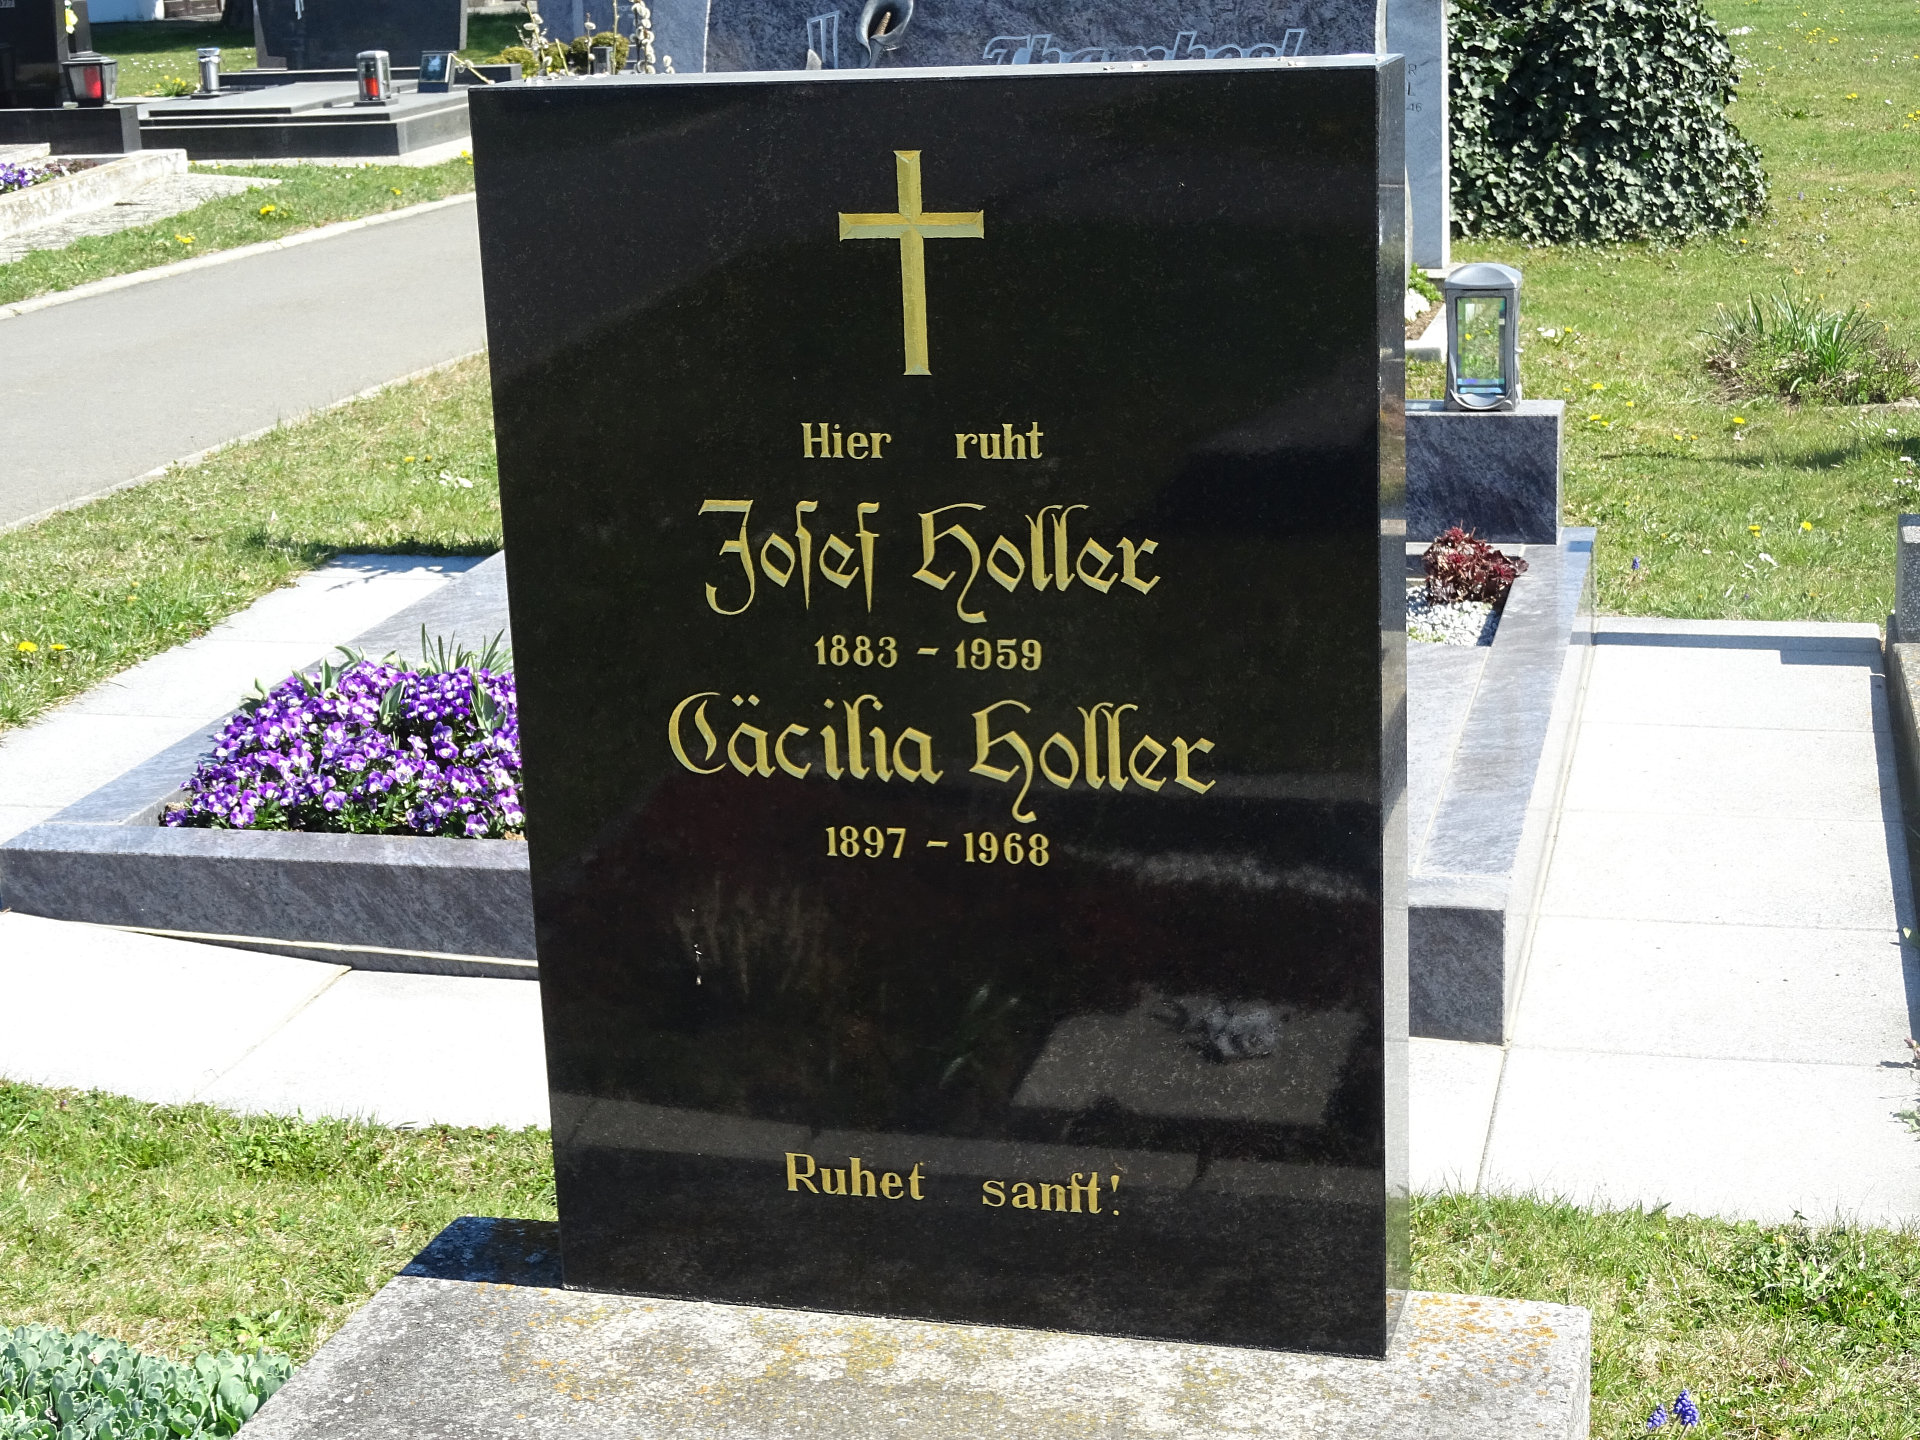 Hier ruht
Josef Holler
1883 - 1959
Cäcilia Holler
1897 - 1968
Ruhet sanft!